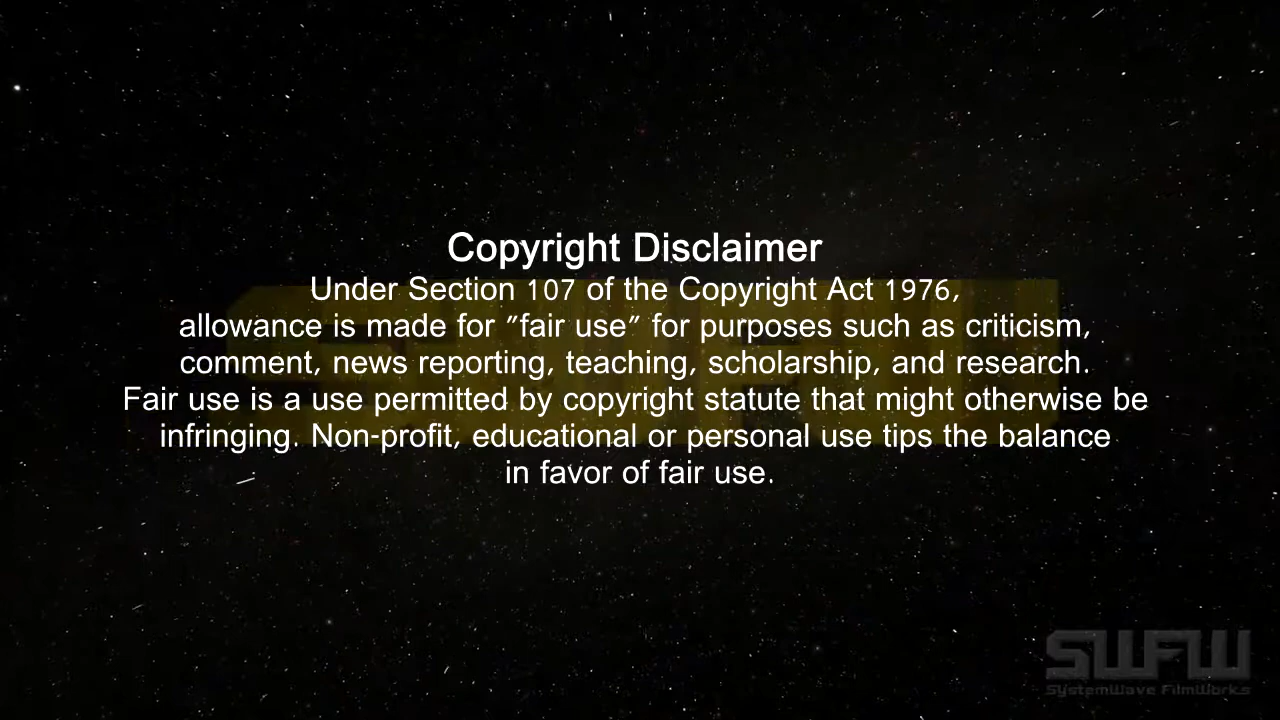 Copyright Disclaimer
Under Section 107 of the Copyright Act 1976,
allowance is made for "fair use" for purposes such as criticism,
comment, news reporting, teaching, scholarship, and research.
Fair use is a use permitted by copyright statute that might otherwise be
infringing. Non-profit, educational or personal use tips the balance
in favor of fair use.
SWFW
SystemWave FilmWorks